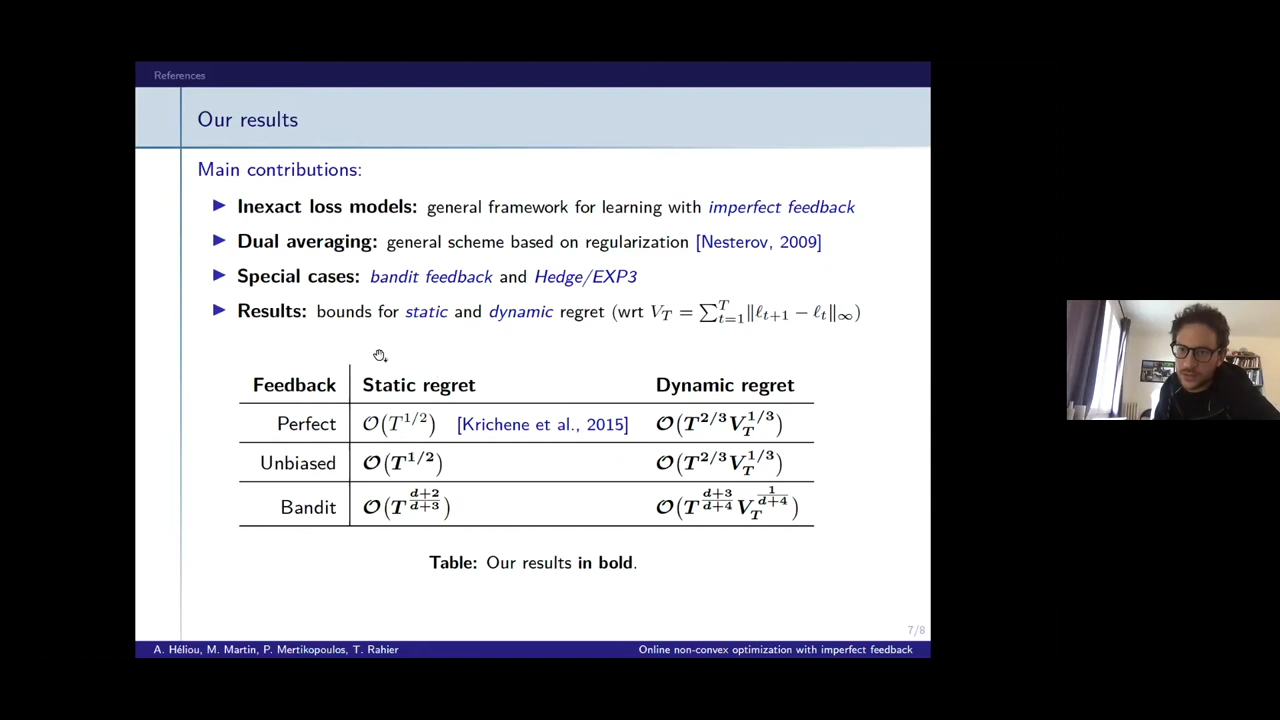 References
Our results
Main contributions:
Inexact loss models: general framework for learning with imperfect feedback
Dual averaging: general scheme based on regularization [Nesterov, 2009]
Special cases: bandit feedback and Hedge/EXP3
Results: bounds for static and dynamic regret (wrt V_T = ∑_{t=1}^T ‖ℓ_{t+1} − ℓ_t‖_∞)
Feedback Static regret Dynamic regret
Perfect 𝒪(T^{1/2}) [Krichene et al., 2015] 𝒪(T^{2/3}V_T^{1/3})
Unbiased 𝒪(T^{1/2}) 𝒪(T^{2/3}V_T^{1/3})
Bandit 𝒪(T^{\frac{d+2}{d+3}}) 𝒪(T^{\frac{d+3}{d+4}}V_T^{\frac{1}{d+4}})
Table: Our results in bold.
7/8
A. Héliou, M. Martin, P. Mertikopoulos, T. Rahier Online non-convex optimization with imperfect feedback